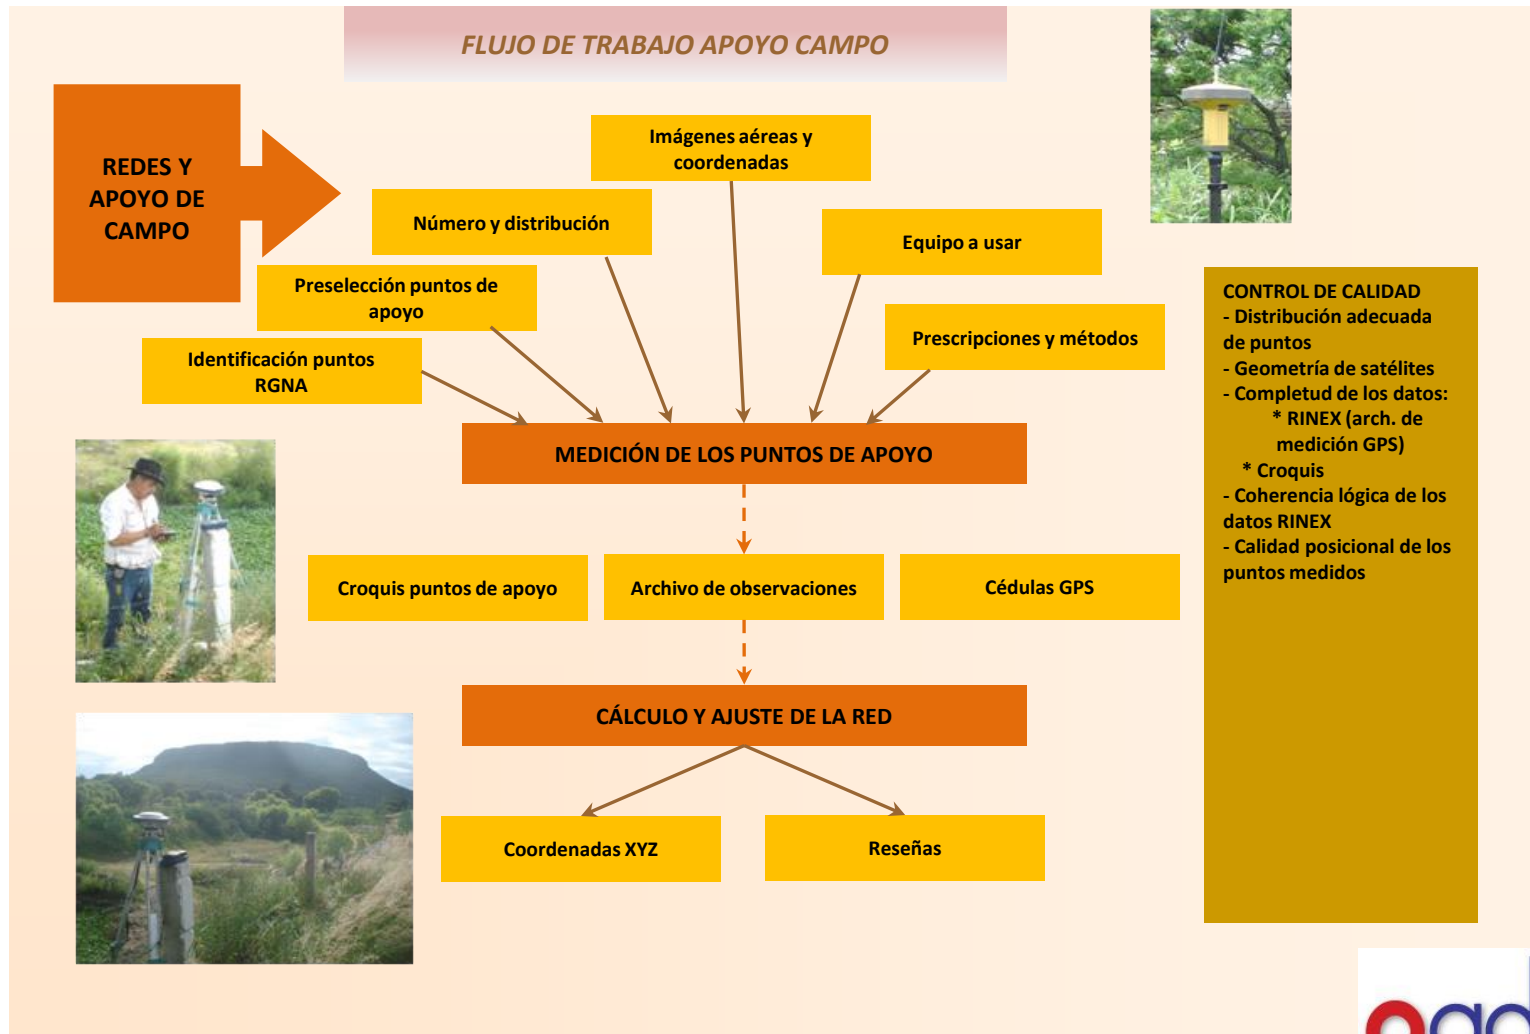 FLUJO DE TRABAJO APOYO CAMPO
REDES Y
APOYO DE
CAMPO
Imágenes aéreas y
coordenadas
Número y distribución
Equipo a usar
Preselección puntos de
apoyo
Prescripciones y métodos
Identificación puntos
RGNA
MEDICIÓN DE LOS PUNTOS DE APOYO
Croquis puntos de apoyo
Archivo de observaciones
Cédulas GPS
CÁLCULO Y AJUSTE DE LA RED
Coordenadas XYZ
Reseñas
CONTROL DE CALIDAD
- Distribución adecuada
de puntos
- Geometría de satélites
- Completud de los datos:
* RINEX (arch. de
medición GPS)
* Croquis
- Coherencia lógica de los
datos RINEX
- Calidad posicional de los
puntos medidos